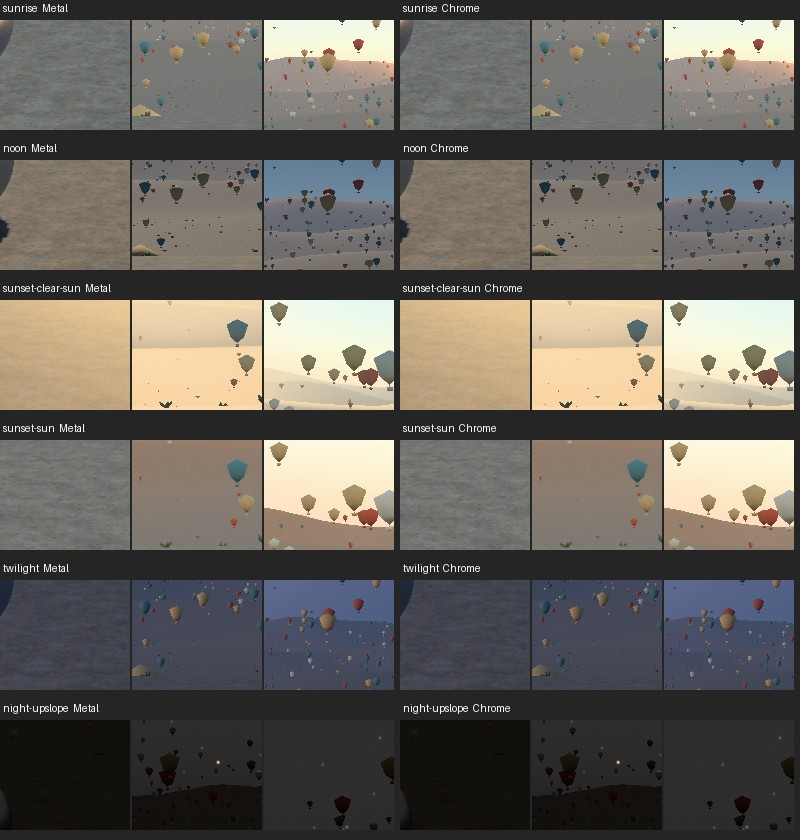 sunrise Metal
sunrise Chrome
noon Metal
noon Chrome
sunset-clear-sun Metal
sunset-clear-sun Chrome
sunset-sun Metal
sunset-sun Chrome
twilight Metal
twilight Chrome
night-upslope Metal
night-upslope Chrome